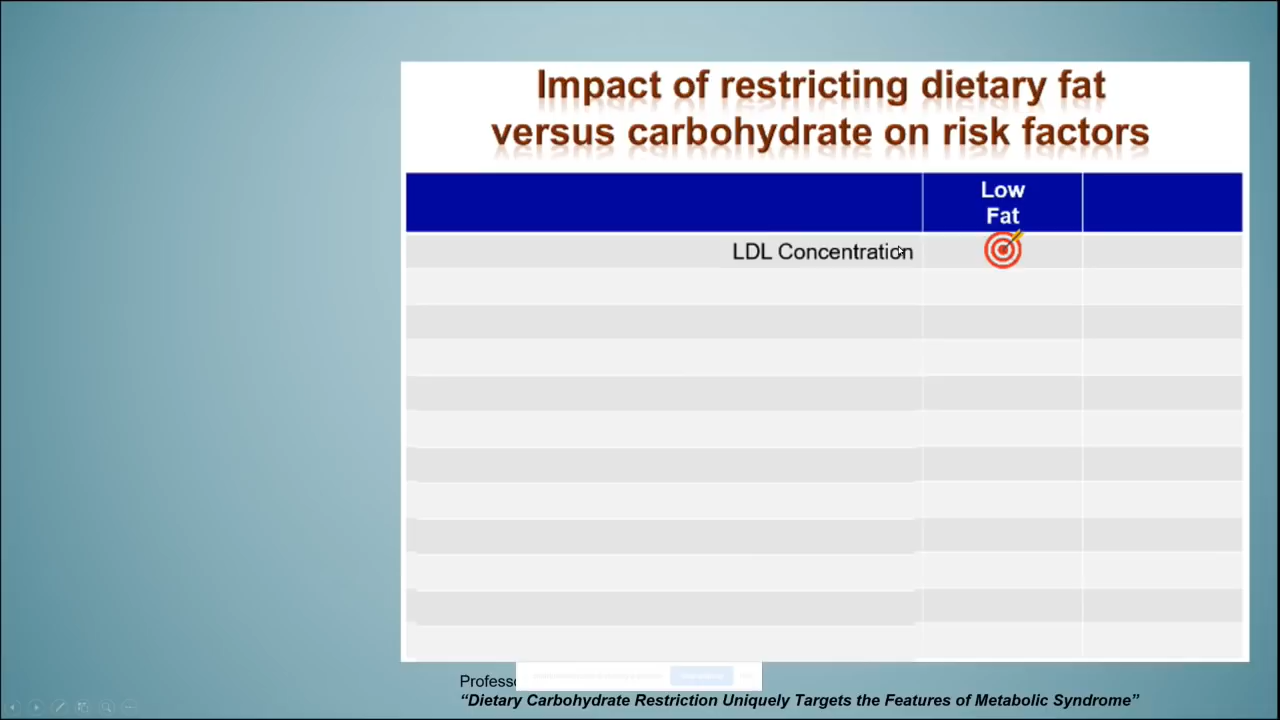 Impact of restricting dietary fat
versus carbohydrate on risk factors
Low
Fat
LDL Concentration
“Dietary Carbohydrate Restriction Uniquely Targets the Features of Metabolic Syndrome”